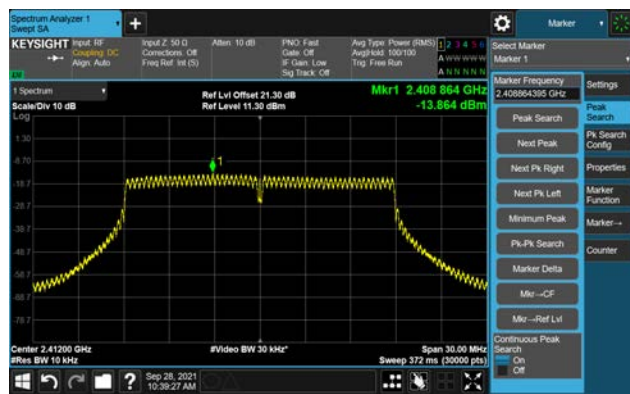 Spectrum Analyzer 1
Swept SA
Marker
KEYSIGHT Input: RF Input Z: 50 Ω Atten: 10 dB PNO: Fast Avg Type: Power (RMS) 1 2 3 4 5 6
Coupling: DC Corrections: Off Gate: Off Avg|Hold: 100/100 A W W W W W
Align: Auto Freq Ref: Int (S) IF Gain: Low Trig: Free Run
Sig Track: Off A N N N N N
Select Marker
Marker 1
1 Spectrum
Ref Lvl Offset 21.30 dB
Mkr1 2.408 864 GHz
Scale/Div 10 dB
Ref Level 11.30 dBm
-13.864 dBm
Log
1.30
-8.70
-18.7
-28.7
-38.7
-48.7
-58.7
-68.7
-78.7
1
Center 2.41200 GHz
#Video BW 30 kHz*
Span 30.00 MHz
#Res BW 10 kHz
Sweep 372 ms (30000 pts)
Marker Frequency
2.408864395 GHz
Peak Search
Next Peak
Next Pk Right
Next Pk Left
Minimum Peak
Pk-Pk Search
Marker Delta
Mkr→CF
Mkr→Ref Lvl
Continuous Peak
Search
On
Off
Settings
Peak
Search
Pk Search
Config
Properties
Marker
Function
Marker→
Counter
?
Sep 28, 2021
10:39:27 AM